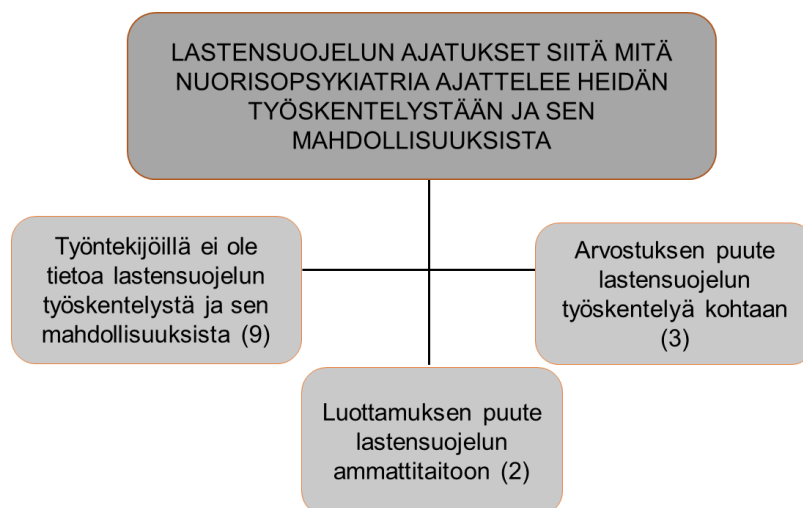 LASTENSUOJELUN AJATUKSET SIITÄ MITÄ
NUORISOPSYKIATRIA AJATTELEE HEIDÄN
TYÖSKENTELYSTÄÄN JA SEN
MAHDOLLISUUKSISTA
Työntekijöillä ei ole
tietoa lastensuojelun
työskentelystä ja sen
mahdollisuuksista (9)
Arvostuksen puute
lastensuojelun
työskentelyä kohtaan
(3)
Luottamuksen puute
lastensuojelun
ammattitaitoon (2)